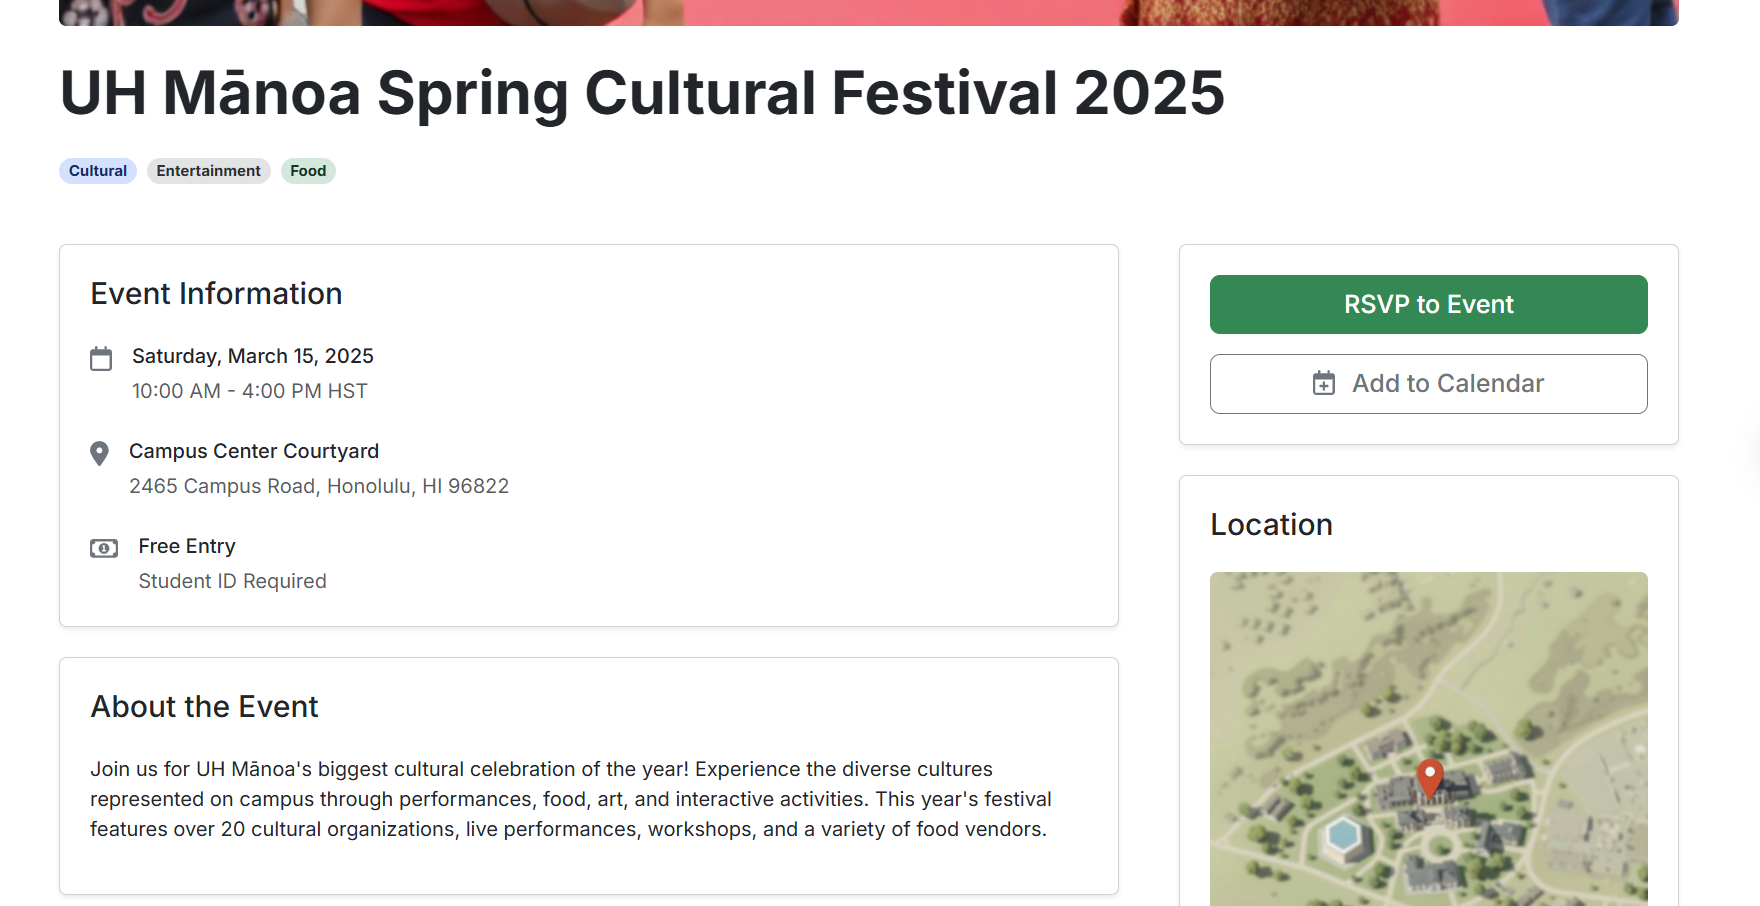 UH Mānoa Spring Cultural Festival 2025
Cultural
Entertainment
Food
Event Information
Saturday, March 15, 2025
10:00 AM - 4:00 PM HST
Campus Center Courtyard
2465 Campus Road, Honolulu, HI 96822
Free Entry
Student ID Required
About the Event
Join us for UH Mānoa's biggest cultural celebration of the year! Experience the diverse cultures
represented on campus through performances, food, art, and interactive activities. This year's festival
features over 20 cultural organizations, live performances, workshops, and a variety of food vendors.
RSVP to Event
Add to Calendar
Location